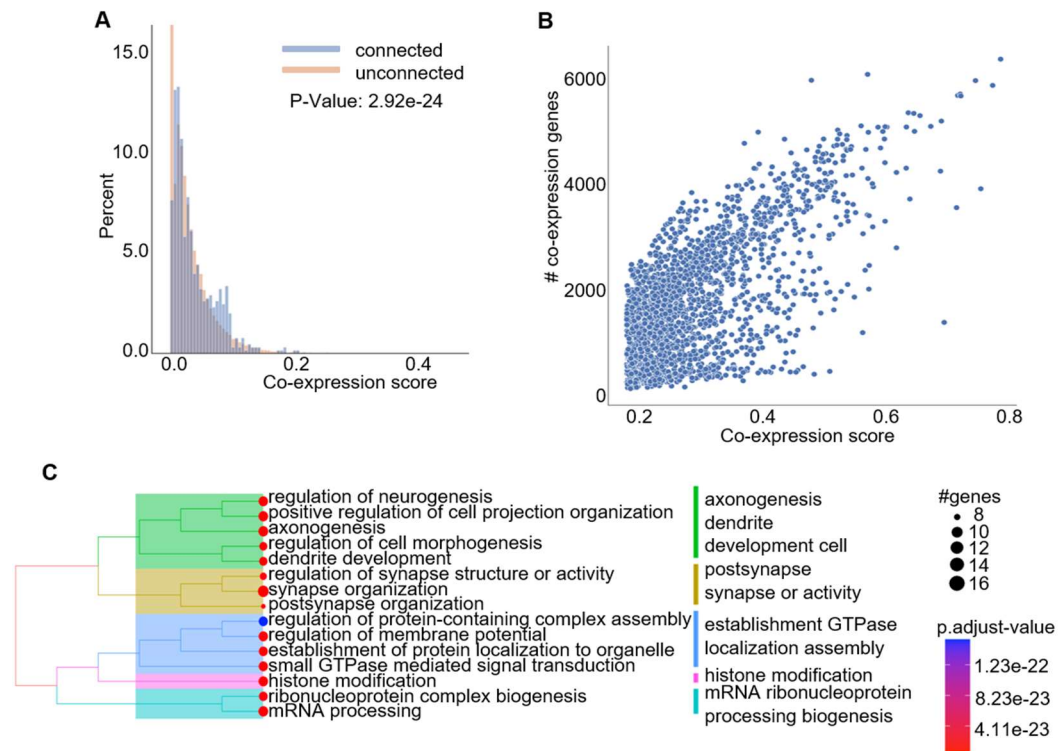 A
15.0
10.0
5.0
0.0
Percent
0.0 0.2 0.4
Co-expression score
connected
unconnected
P-Value: 2.92e-24
B
6000
4000
2000
0
# co-expression genes
0.2 0.4 0.6 0.8
Co-expression score
C
regulation of neurogenesis
positive regulation of cell projection organization
axonogenesis
regulation of cell morphogenesis
dendrite development
regulation of synapse structure or activity
synapse organization
postsynapse organization
regulation of protein-containing complex assembly
regulation of membrane potential
establishment of protein localization to organelle
small GTPase mediated signal transduction
histone modification
ribonucleoprotein complex biogenesis
mRNA processing
axonogenesis
dendrite
development cell
postsynapse
synapse or activity
establishment GTPase
localization assembly
histone modification
mRNA ribonucleoprotein
processing biogenesis
#genes
8
10
12
14
16
p.adjust-value
1.23e-22
8.23e-23
4.11e-23